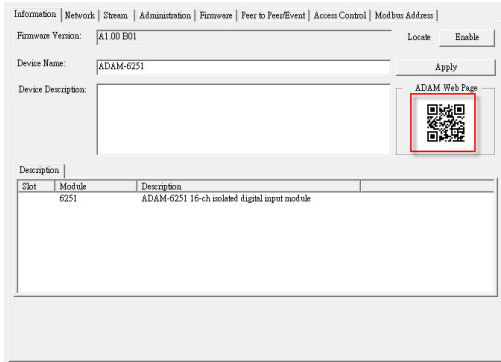 Information Network Stream Administration Firmware Peer to Peer/Event Access Control Modbus Address
Firmware Version: A1.00 B01 Locate Enable
Device Name: ADAM-6251 Apply
Device Description: ADAM Web Page
Description
Slot Module Description
6251 ADAM-6251 16-ch isolated digital input module